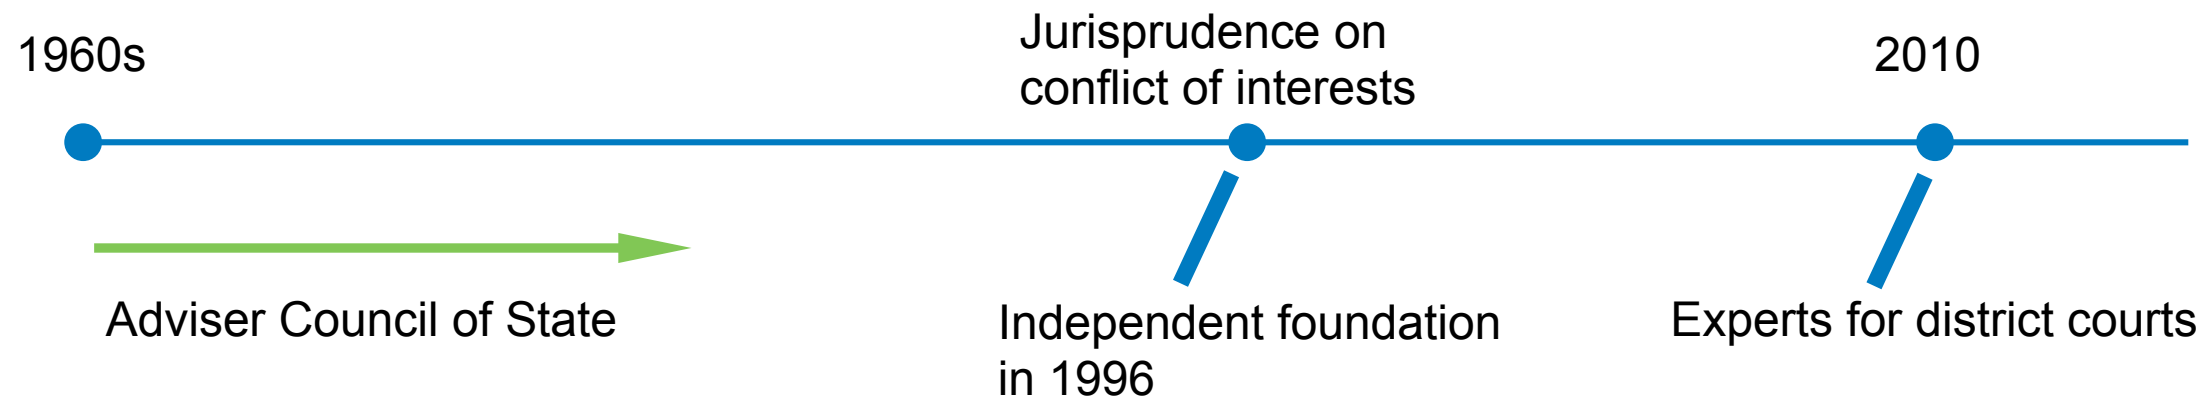 1960s
Jurisprudence on
conflict of interests
2010
Adviser Council of State
Independent foundation
in 1996
Experts for district courts